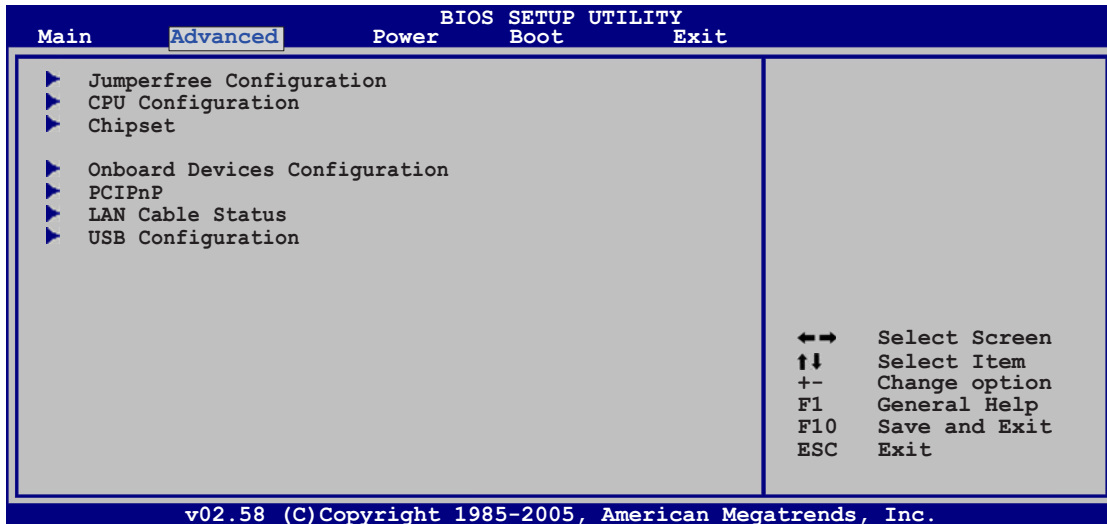 BIOS SETUP UTILITY
Main Advanced Power Boot Exit
Jumperfree Configuration
CPU Configuration
Chipset
Onboard Devices Configuration
PCIPnP
LAN Cable Status
USB Configuration
Select Screen
Select Item
+- Change option
F1 General Help
F10 Save and Exit
ESC Exit
v02.58 (C)Copyright 1985-2005, American Megatrends, Inc.